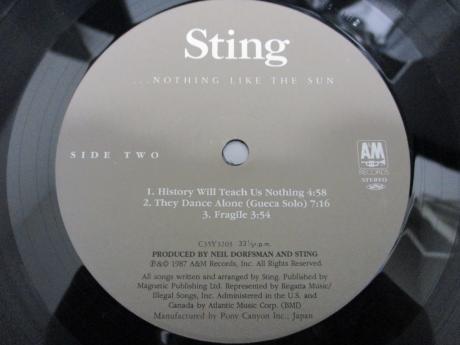 Sting
...NOTHING LIKE THE SUN
SIDE TWO
A&M
RECORDS
STEREO
1. History Will Teach Us Nothing 4:58
2. They Dance Alone (Gueca Solo) 7:16
3. Fragile 3:54
C35Y3203 33⅓r.p.m.
PRODUCED BY NEIL DORFSMAN AND STING
℗&© 1987 A&M Records, Inc. All Rights Reserved.
All songs written and arranged by Sting. Published by
Magnetic Publishing Ltd. Represented by Regatta Music/
Illegal Songs, Inc. Administered in the U.S. and
Canada by Atlantic Music Corp. (BMI)
Manufactured by Pony Canyon Inc., Japan